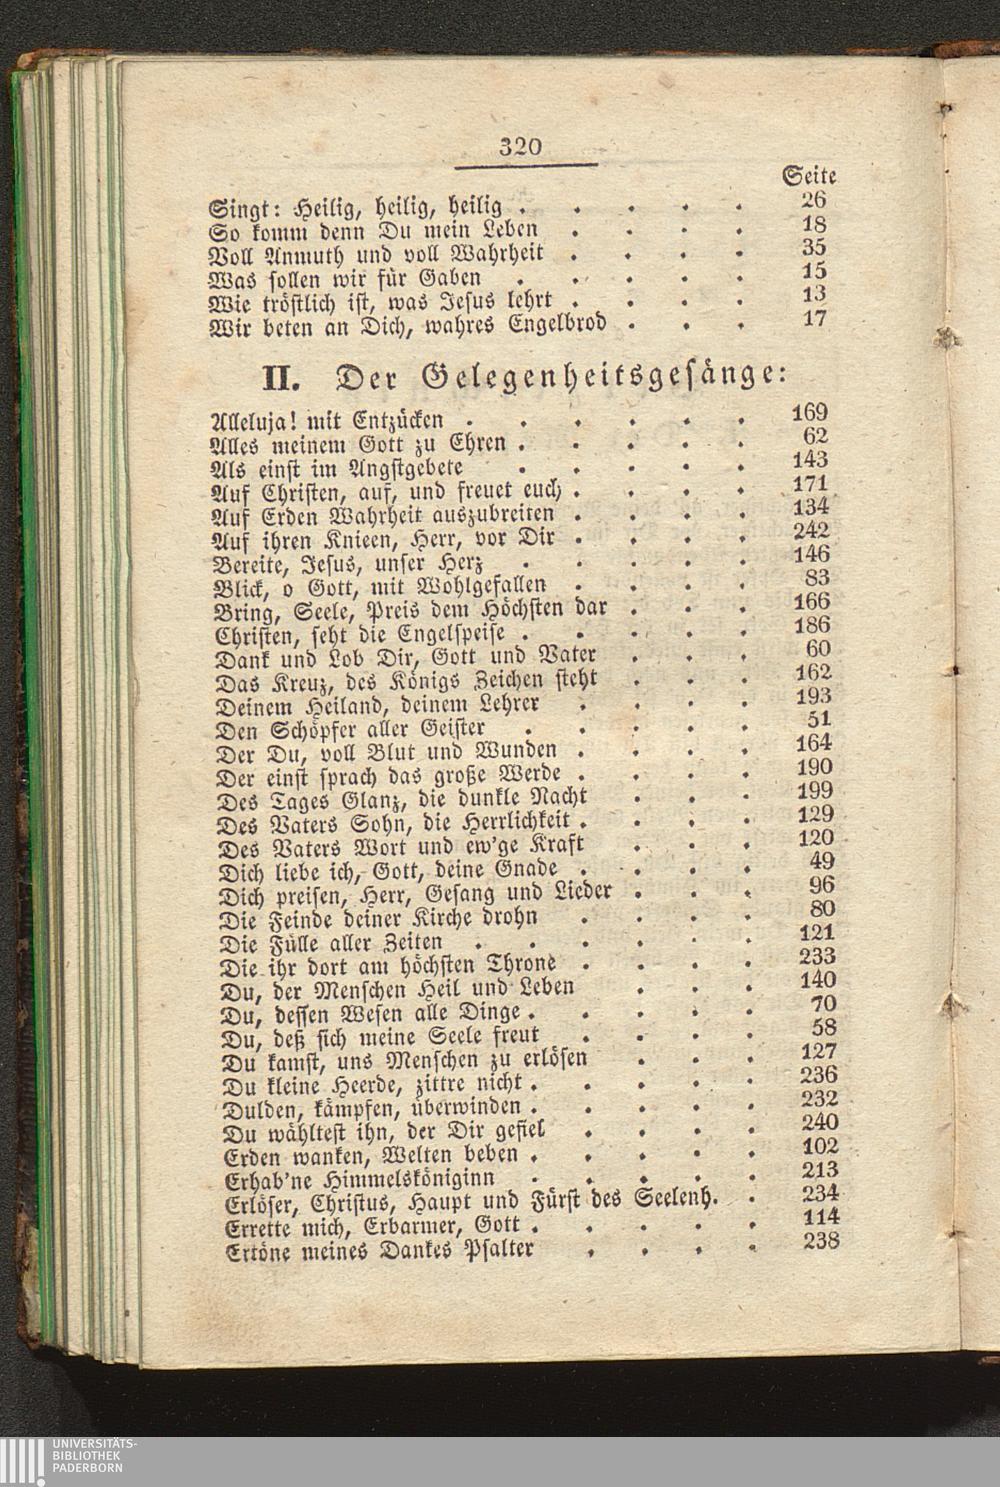 320
Seite
Singt: Heilig, heilig, heilig . . . . . 26
So komm denn Du mein Leben . . . . 18
Voll Anmuth und voll Wahrheit . . . . 35
Was sollen wir für Gaben . . . . . 15
Wie tröstlich ist, was Jesus lehrt . . . . 13
Wir beten an Dich, wahres Engelbrod . . . 17
II. Der Gelegenheitsgesänge:
Alleluja! mit Entzücken . . . . . . 169
Alles meinem Gott zu Ehren . . . . . 62
Als einst im Angstgebete . . . . . 143
Auf Christen, auf, und freuet euch . . . . 171
Auf Erden Wahrheit auszubreiten . . . . 134
Auf ihren Knieen, Herr, vor Dir . . . . 242
Bereite, Jesus, unser Herz . . . . . 146
Blick, o Gott, mit Wohlgefallen . . . . 83
Bring, Seele, Preis dem Höchsten dar . . . 166
Christen, seht die Engelspeise . . . . . 186
Dank und Lob Dir, Gott und Vater . . . 60
Das Kreuz, des Königs Zeichen steht . . . 162
Deinem Heiland, deinem Lehrer . . . . 193
Den Schöpfer aller Geister . . . . . 51
Der Du, voll Blut und Wunden . . . . 164
Der einst sprach das große Werde . . . . 190
Des Tages Glanz, die dunkle Nacht . . . 199
Des Vaters Sohn, die Herrlichkeit . . . . 129
Des Vaters Wort und ew'ge Kraft . . . 120
Dich liebe ich, Gott, deine Gnade . . . . 49
Dich preisen, Herr, Gesang und Lieder . . . 96
Die Feinde deiner Kirche drohn . . . . 80
Die Fülle aller Zeiten . . . . . . 121
Die ihr dort am höchsten Throne . . . . 233
Du, der Menschen Heil und Leben . . . 140
Du, dessen Wesen alle Dinge . . . . . 70
Du, deß sich meine Seele freut . . . . 58
Du kamst, uns Menschen zu erlösen . . . 127
Du kleine Heerde, zittre nicht . . . . . 236
Dulden, kämpfen, überwinden . . . . . 232
Du wähltest ihn, der Dir gefiel . . . . 240
Erden wanken, Welten beben . . . . . 102
Erhab'ne Himmelsköniginn . . . . . 213
Erlöser, Christus, Haupt und Fürst des Seelenh. . 234
Errette mich, Erbarmer, Gott . . . . . 114
Ertöne meines Dankes Psalter . . . . 238
UNIVERSITÄTS-
BIBLIOTHEK
PADERBORN